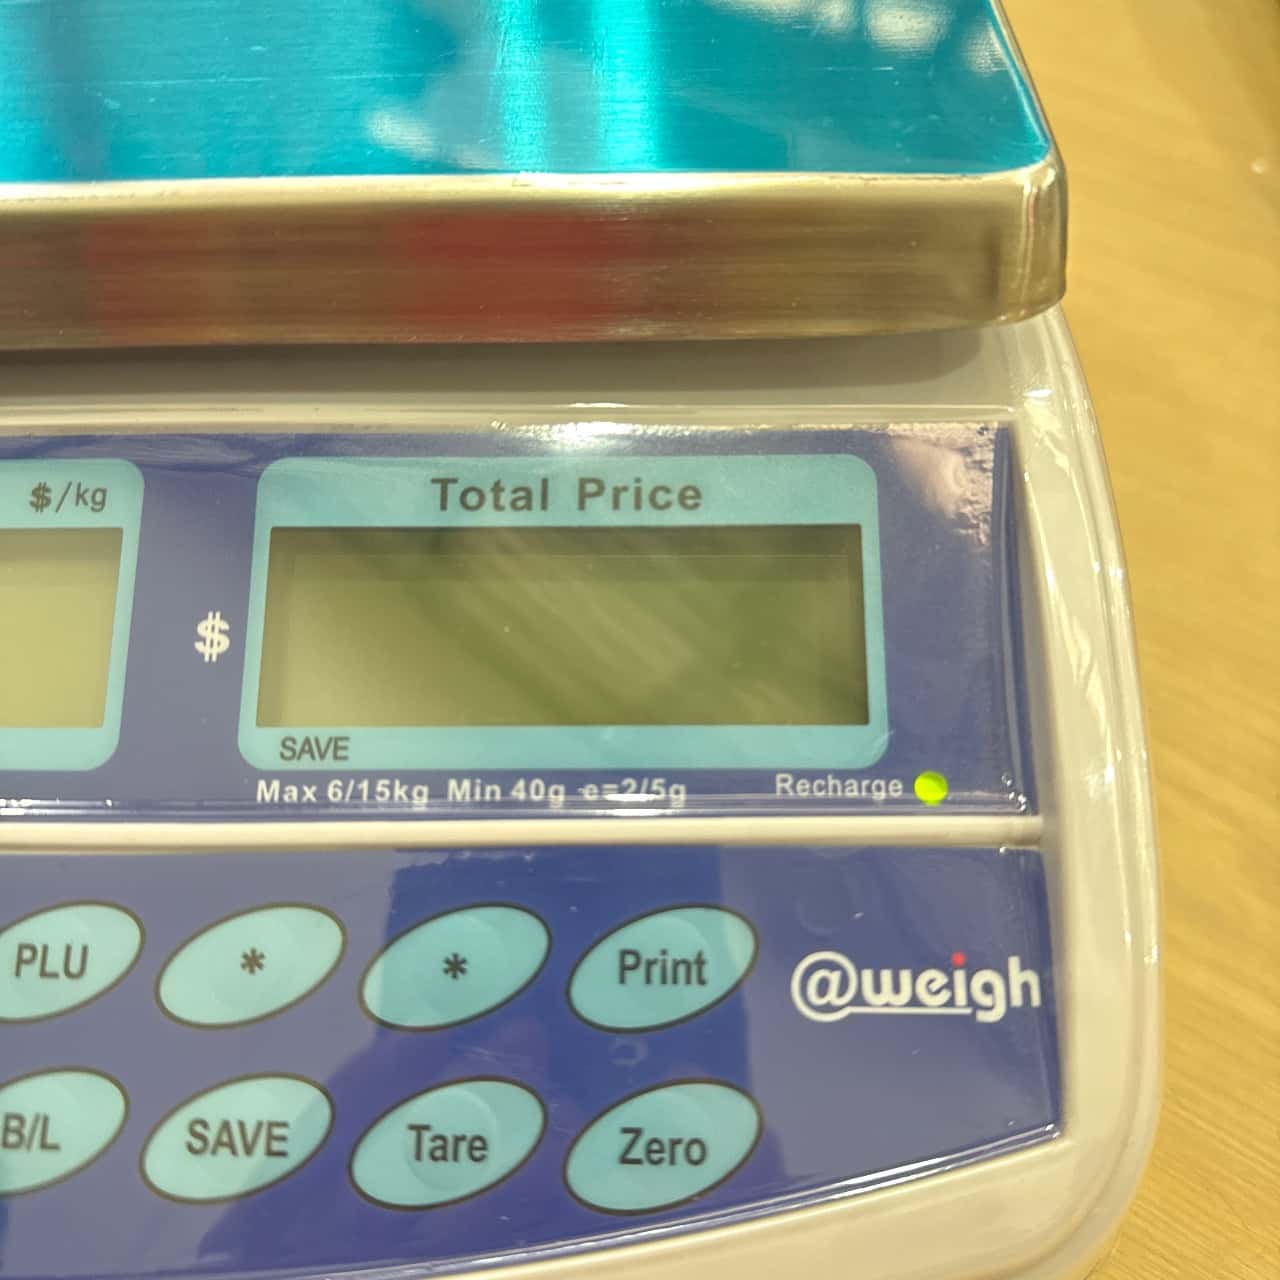 $/kg
Total Price
$
SAVE
Max 6/15kg Min 40g e=2/5g
Recharge
PLU
*
*
Print
@weigh
B/L
SAVE
Tare
Zero